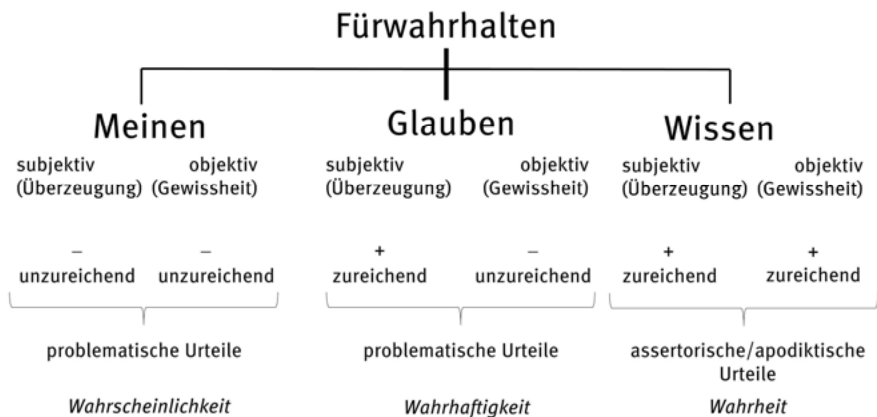 Fürwahrhalten
Meinen Glauben Wissen
subjektiv objektiv subjektiv objektiv subjektiv objektiv
(Überzeugung) (Gewissheit) (Überzeugung) (Gewissheit) (Überzeugung) (Gewissheit)
– – + – + +
unzureichend unzureichend zureichend unzureichend zureichend zureichend
problematische Urteile problematische Urteile assertorische/apodiktische
Urteile
Wahrscheinlichkeit Wahrhaftigkeit Wahrheit